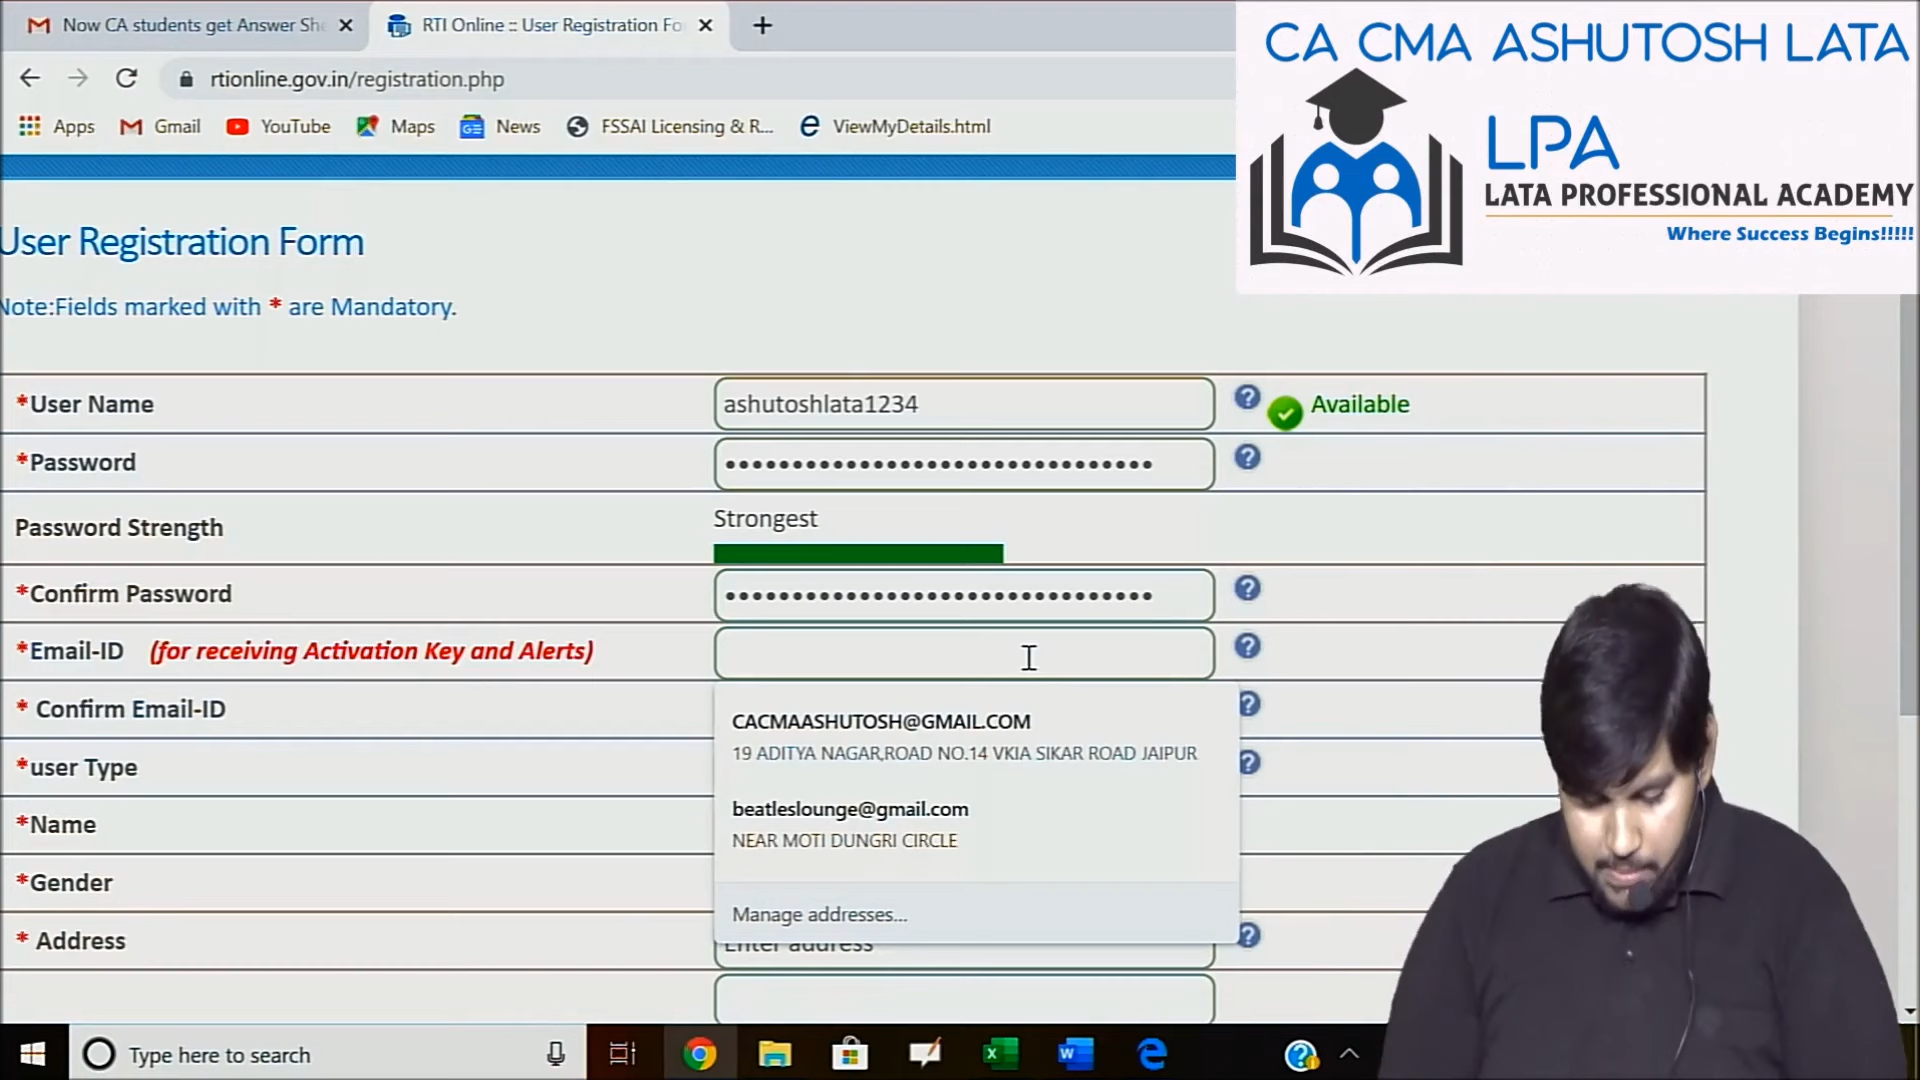 Now CA students get Answer She
RTI Online :: User Registration Fo
rtionline.gov.in/registration.php
Apps
Gmail
YouTube
Maps
News
FSSAI Licensing & R...
ViewMyDetails.html
CA CMA ASHUTOSH LATA
LPA
LATA PROFESSIONAL ACADEMY
Where Success Begins!!!!!
User Registration Form
Note:Fields marked with * are Mandatory.
*User Name
ashutoshlata1234
Available
*Password
Password Strength
Strongest
*Confirm Password
*Email-ID (for receiving Activation Key and Alerts)
* Confirm Email-ID
CACMAASHUTOSH@GMAIL.COM
19 ADITYA NAGAR,ROAD NO.14 VKIA SIKAR ROAD JAIPUR
*user Type
*Name
beatleslounge@gmail.com
NEAR MOTI DUNGRI CIRCLE
*Gender
Manage addresses...
* Address
Enter address
Type here to search